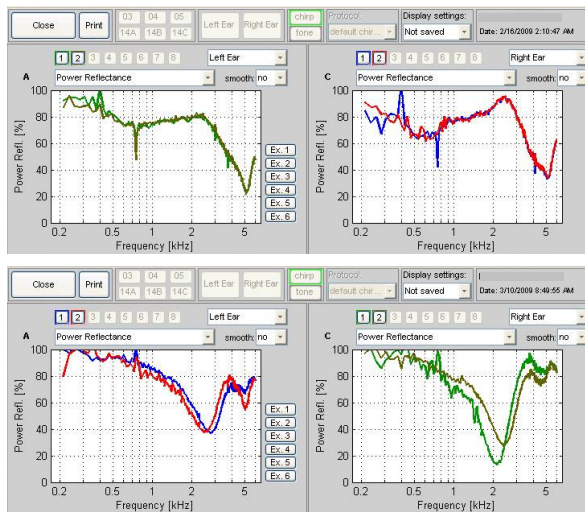 Close Print 03 04 05 Left Ear Right Ear chirp Protocol: Display settings:
14A 14B 14C tone default chir... Not saved Date: 2/16/2009 2:10:47 AM
1 2 3 4 5 6 7 8 Left Ear
A Power Reflectance smooth: no
100
80
60
40
20
0
Power Refl. [%]
0.2 1 2 5
Frequency [kHz]
Ex. 1
Ex. 2
Ex. 3
Ex. 4
Ex. 5
Ex. 6
1 2 3 4 5 6 7 8 Right Ear
C Power Reflectance smooth: no
100
80
60
40
20
0
Power Refl. [%]
0.2 1 2 5
Frequency [kHz]
Close Print 03 04 05 Left Ear Right Ear chirp Protocol: Display settings:
14A 14B 14C tone default chir... Not saved Date: 3/10/2009 8:49:55 AM
1 2 3 4 5 6 7 8 Left Ear
A Power Reflectance smooth: no
100
80
60
40
20
0
Power Refl. [%]
0.2 1 2 5
Frequency [kHz]
Ex. 1
Ex. 2
Ex. 3
Ex. 4
Ex. 5
Ex. 6
1 2 3 4 5 6 7 8 Right Ear
C Power Reflectance smooth: no
100
80
60
40
20
0
Power Refl. [%]
0.2 1 2 5
Frequency [kHz]